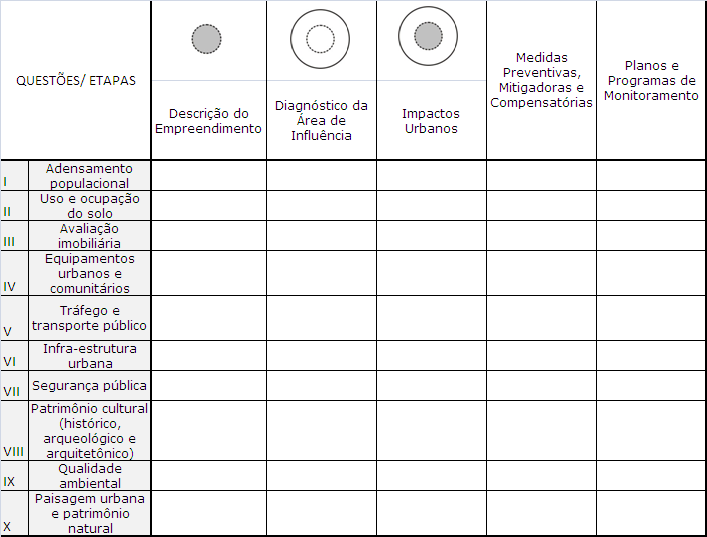 QUESTÕES/ ETAPAS
Descrição do
Empreendimento
Diagnóstico da
Área de
Influência
Impactos
Urbanos
Medidas
Preventivas,
Mitigadoras e
Compensatórias
Planos e
Programas de
Monitoramento
I
Adensamento
populacional
II
Uso e ocupação
do solo
III
Avaliação
imobiliária
IV
Equipamentos
urbanos e
comunitários
V
Tráfego e
transporte público
VI
Infra-estrutura
urbana
VII
Segurança pública
VIII
Patrimônio cultural
(histórico,
arqueológico e
arquitetônico)
IX
Qualidade
ambiental
X
Paisagem urbana
e patrimônio
natural